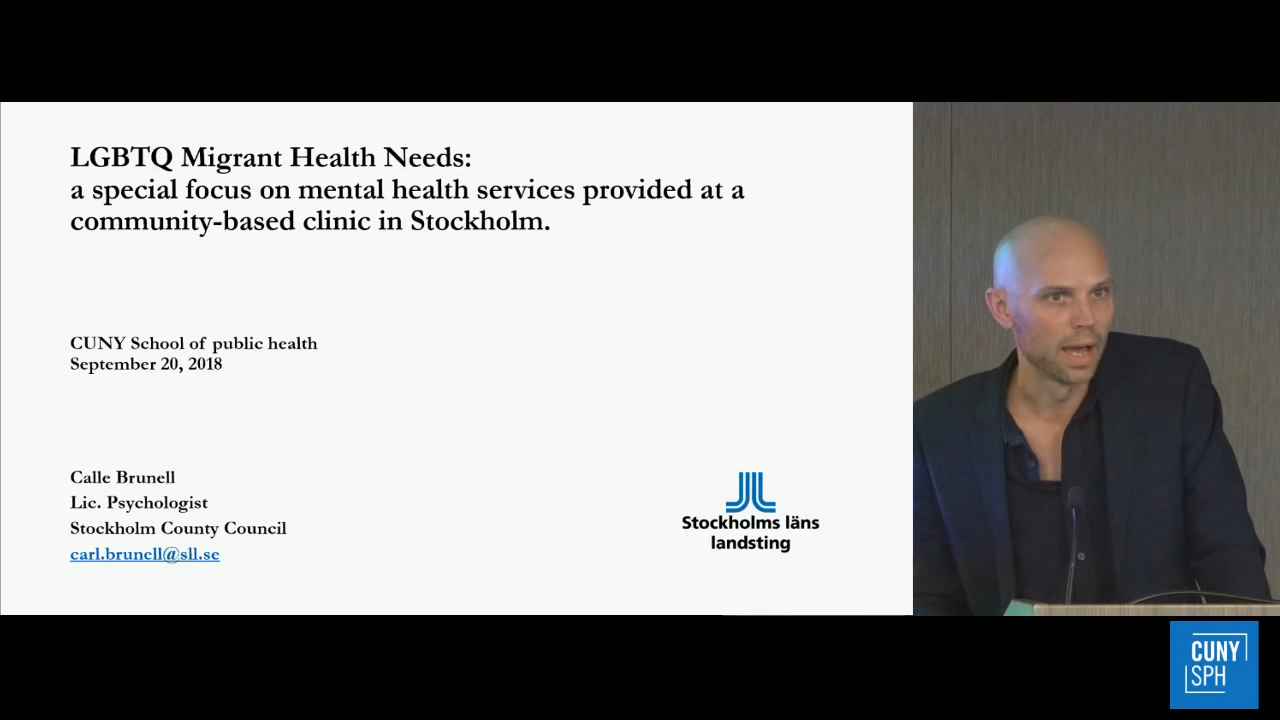 LGBTQ Migrant Health Needs:
a special focus on mental health services provided at a
community-based clinic in Stockholm.
CUNY School of public health
September 20, 2018
Calle Brunell
Lic. Psychologist
Stockholm County Council
carl.brunell@sll.se
Stockholms läns
landsting
CUNY
SPH